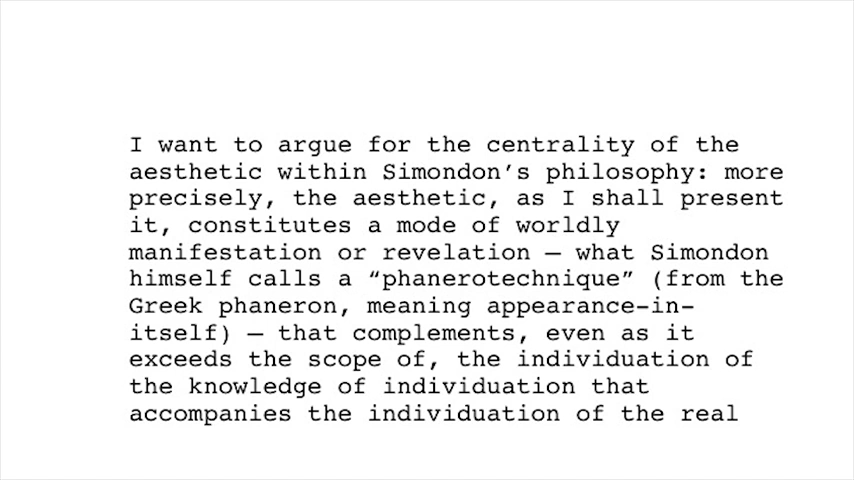 I want to argue for the centrality of the
aesthetic within Simondon’s philosophy: more
precisely, the aesthetic, as I shall present
it, constitutes a mode of worldly
manifestation or revelation – what Simondon
himself calls a “phanerotechnique” (from the
Greek phaneron, meaning appearance-in-
itself) – that complements, even as it
exceeds the scope of, the individuation of
the knowledge of individuation that
accompanies the individuation of the real